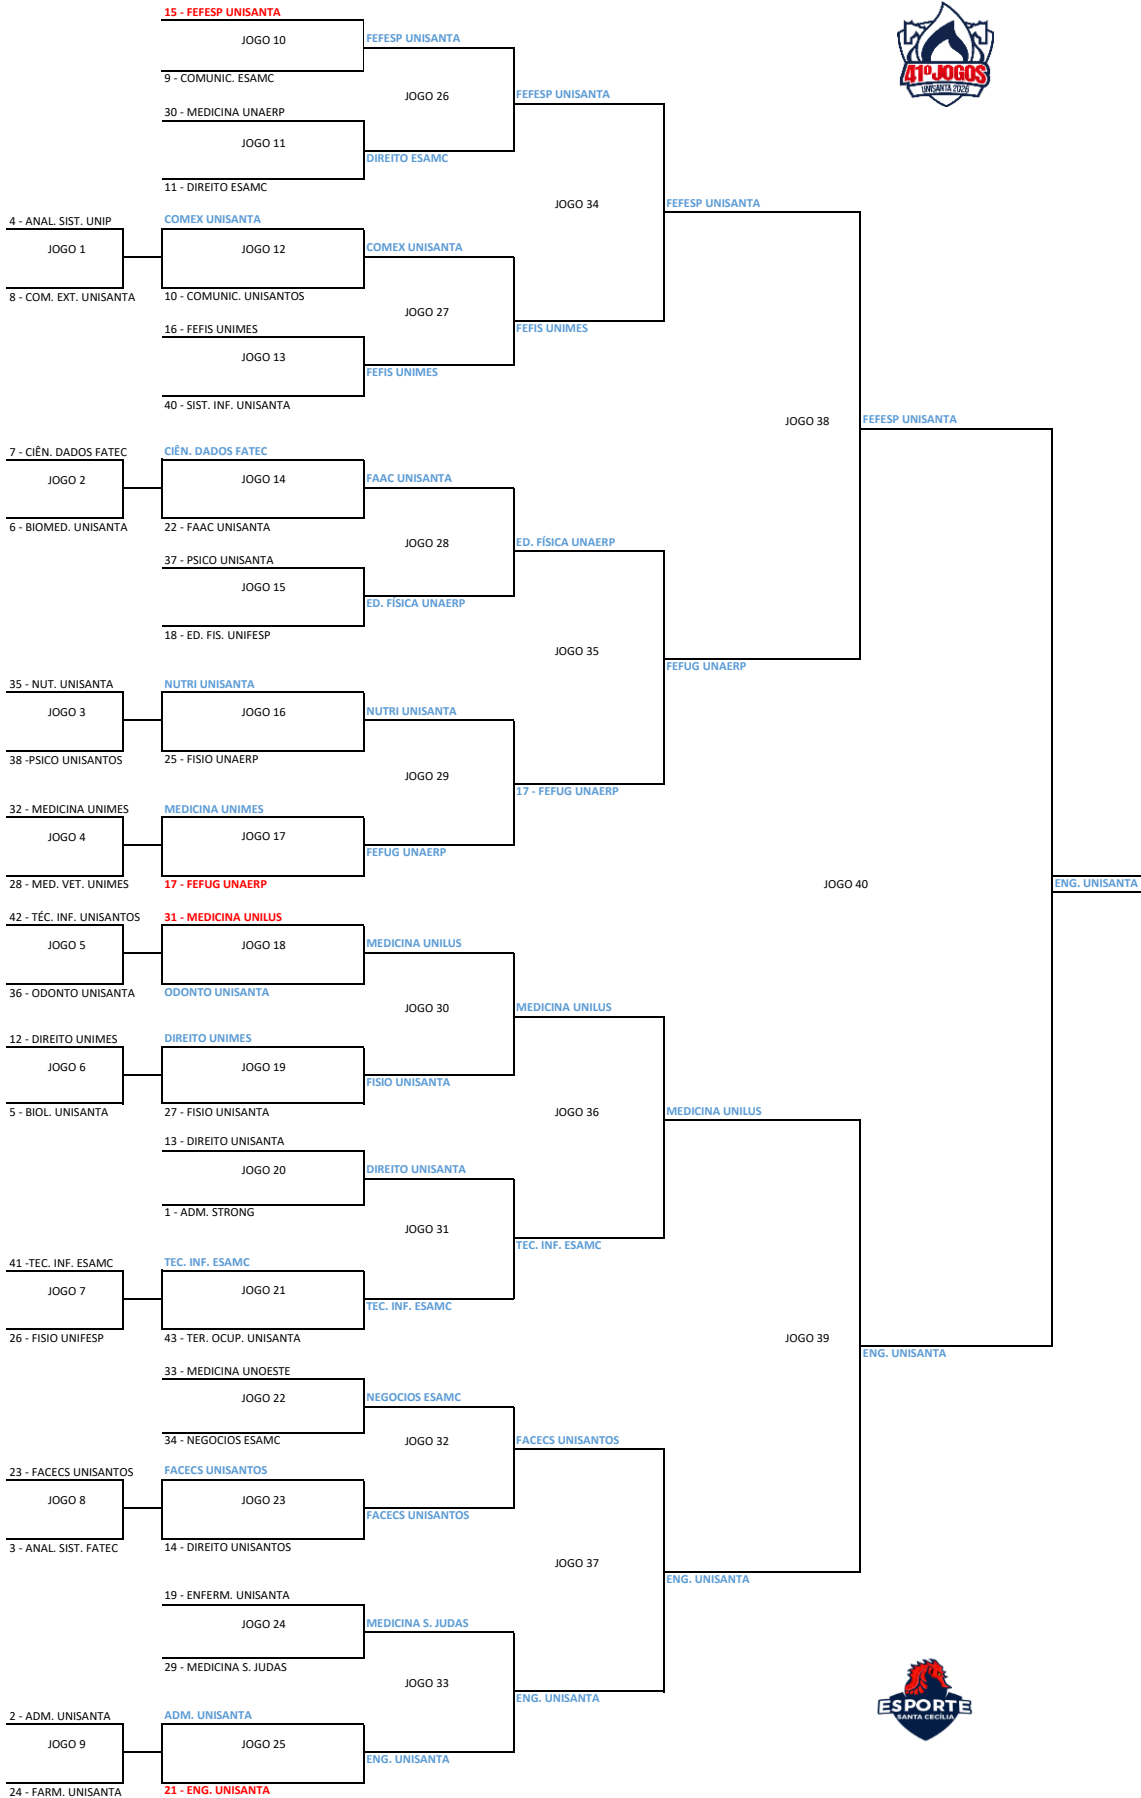 15 - FEFESP UNISANTA
JOGO 10
FEFESP UNISANTA
9 - COMUNIC. ESAMC
JOGO 26
FEFESP UNISANTA
30 - MEDICINA UNAERP
JOGO 11
DIREITO ESAMC
11 - DIREITO ESAMC
41º JOGOS
UNISANTA 2026
JOGO 34
FEFESP UNISANTA
4 - ANAL. SIST. UNIP
COMEX UNISANTA
JOGO 1
JOGO 12
COMEX UNISANTA
8 - COM. EXT. UNISANTA
10 - COMUNIC. UNISANTOS
JOGO 27
FEFIS UNIMES
16 - FEFIS UNIMES
JOGO 13
FEFIS UNIMES
40 - SIST. INF. UNISANTA
JOGO 38
FEFESP UNISANTA
7 - CIÊN. DADOS FATEC
CIÊN. DADOS FATEC
JOGO 2
JOGO 14
FAAC UNISANTA
6 - BIOMED. UNISANTA
22 - FAAC UNISANTA
JOGO 28
ED. FÍSICA UNAERP
37 - PSICO UNISANTA
JOGO 15
ED. FÍSICA UNAERP
18 - ED. FIS. UNIFESP
JOGO 35
FEFUG UNAERP
35 - NUT. UNISANTA
NUTRI UNISANTA
JOGO 3
JOGO 16
NUTRI UNISANTA
38 -PSICO UNISANTOS
25 - FISIO UNAERP
JOGO 29
17 - FEFUG UNAERP
32 - MEDICINA UNIMES
MEDICINA UNIMES
JOGO 4
JOGO 17
FEFUG UNAERP
28 - MED. VET. UNIMES
17 - FEFUG UNAERP
JOGO 40
ENG. UNISANTA
42 - TÉC. INF. UNISANTOS
31 - MEDICINA UNILUS
JOGO 5
JOGO 18
MEDICINA UNILUS
36 - ODONTO UNISANTA
ODONTO UNISANTA
JOGO 30
MEDICINA UNILUS
12 - DIREITO UNIMES
DIREITO UNIMES
JOGO 6
JOGO 19
FISIO UNISANTA
5 - BIOL. UNISANTA
27 - FISIO UNISANTA
JOGO 36
MEDICINA UNILUS
13 - DIREITO UNISANTA
JOGO 20
DIREITO UNISANTA
1 - ADM. STRONG
JOGO 31
TEC. INF. ESAMC
41 -TEC. INF. ESAMC
TEC. INF. ESAMC
JOGO 7
JOGO 21
TEC. INF. ESAMC
26 - FISIO UNIFESP
43 - TER. OCUP. UNISANTA
JOGO 39
ENG. UNISANTA
33 - MEDICINA UNOESTE
JOGO 22
NEGOCIOS ESAMC
34 - NEGOCIOS ESAMC
JOGO 32
FACECS UNISANTOS
23 - FACECS UNISANTOS
FACECS UNISANTOS
JOGO 8
JOGO 23
FACECS UNISANTOS
3 - ANAL. SIST. FATEC
14 - DIREITO UNISANTOS
JOGO 37
ENG. UNISANTA
19 - ENFERM. UNISANTA
JOGO 24
MEDICINA S. JUDAS
29 - MEDICINA S. JUDAS
JOGO 33
ENG. UNISANTA
2 - ADM. UNISANTA
ADM. UNISANTA
JOGO 9
JOGO 25
ENG. UNISANTA
24 - FARM. UNISANTA
21 - ENG. UNISANTA
ESPORTE
SANTA CECÍLIA